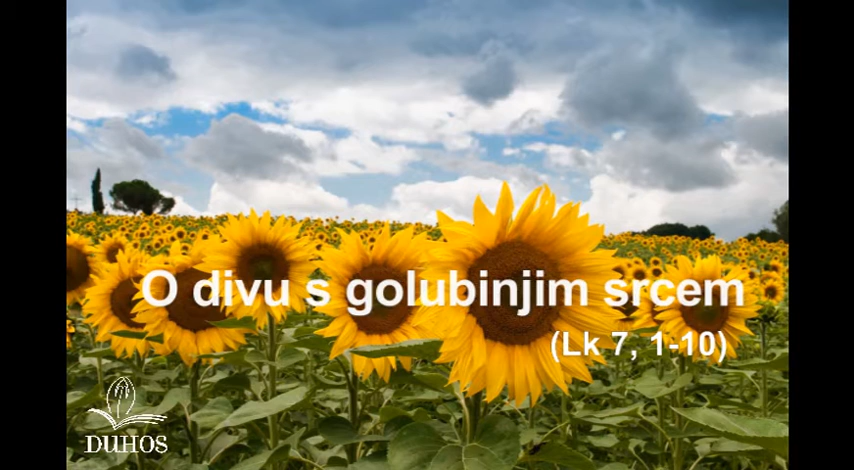 O divu s golubinjim srcem
(Lk 7, 1-10)
DUHOS